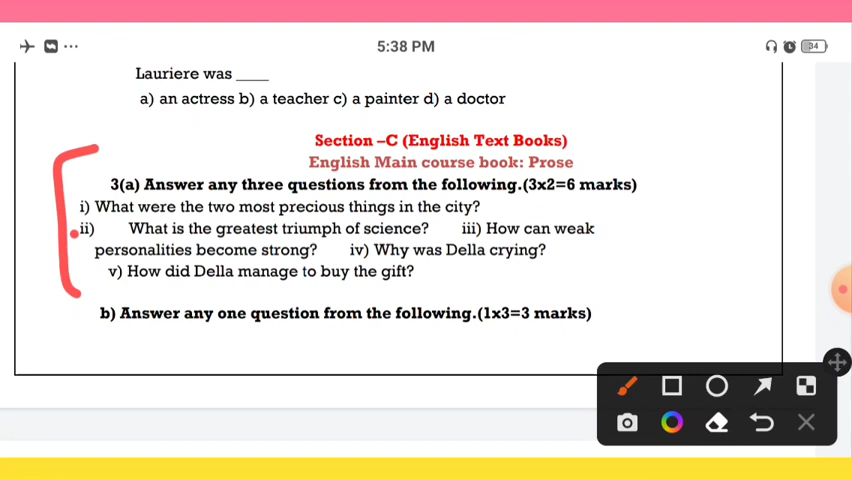 5:38 PM
34
Lauriere was ____
a) an actress b) a teacher c) a painter d) a doctor
Section –C (English Text Books)
English Main course book: Prose
3(a) Answer any three questions from the following.(3x2=6 marks)
i) What were the two most precious things in the city?
ii) What is the greatest triumph of science? iii) How can weak
personalities become strong? iv) Why was Della crying?
v) How did Della manage to buy the gift?
b) Answer any one question from the following.(1x3=3 marks)